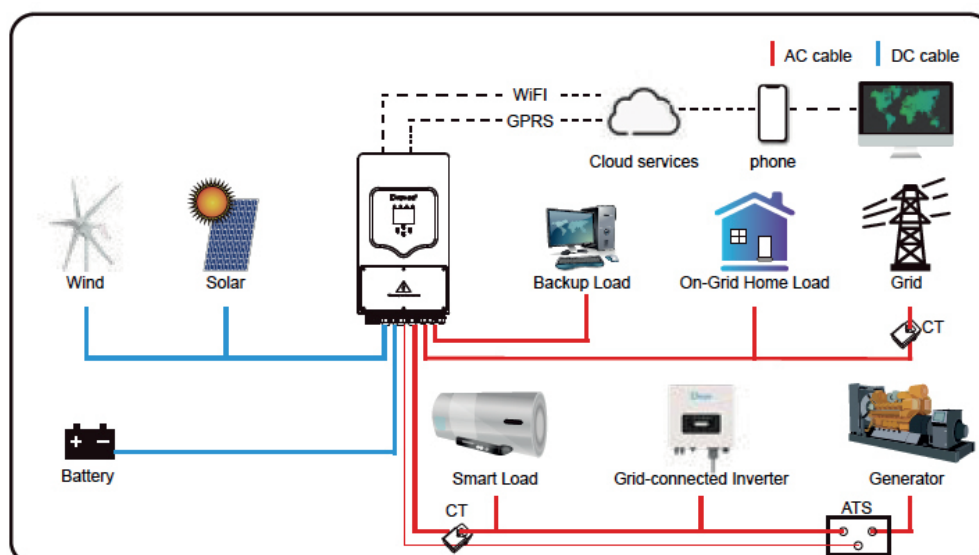 AC cable
DC cable
WiFI
GPRS
Cloud services
phone
Wind
Solar
Backup Load
On-Grid Home Load
Grid
CT
Battery
Smart Load
Grid-connected Inverter
Generator
CT
ATS